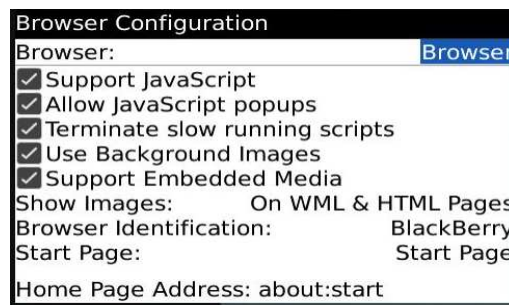 Browser Configuration
Browser: Browser
Support JavaScript
Allow JavaScript popups
Terminate slow running scripts
Use Background Images
Support Embedded Media
Show Images: On WML & HTML Pages
Browser Identification: BlackBerry
Start Page: Start Page
Home Page Address: about:start